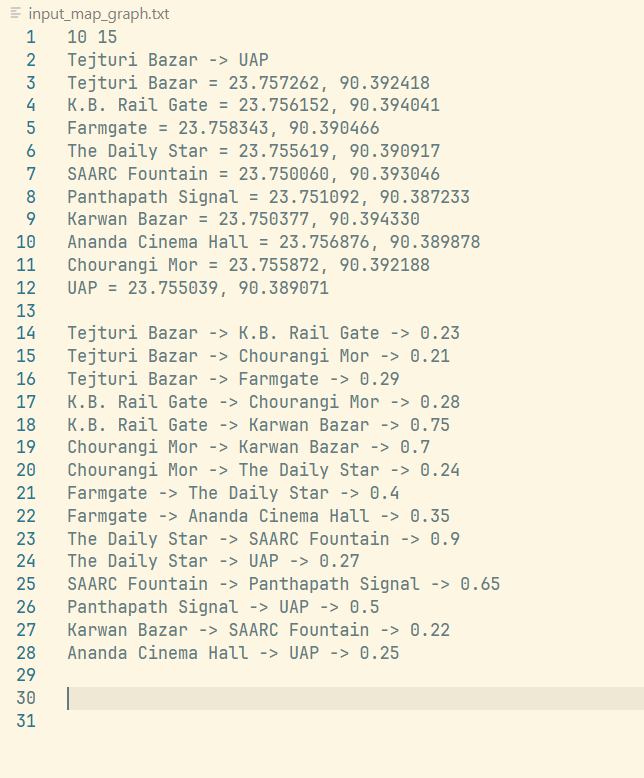 input_map_graph.txt
1 10 15
2 Tejturi Bazar -> UAP
3 Tejturi Bazar = 23.757262, 90.392418
4 K.B. Rail Gate = 23.756152, 90.394041
5 Farmgate = 23.758343, 90.390466
6 The Daily Star = 23.755619, 90.390917
7 SAARC Fountain = 23.750060, 90.393046
8 Panthapath Signal = 23.751092, 90.387233
9 Karwan Bazar = 23.750377, 90.394330
10 Ananda Cinema Hall = 23.756876, 90.389878
11 Chourangi Mor = 23.755872, 90.392188
12 UAP = 23.755039, 90.389071
13
14 Tejturi Bazar -> K.B. Rail Gate -> 0.23
15 Tejturi Bazar -> Chourangi Mor -> 0.21
16 Tejturi Bazar -> Farmgate -> 0.29
17 K.B. Rail Gate -> Chourangi Mor -> 0.28
18 K.B. Rail Gate -> Karwan Bazar -> 0.75
19 Chourangi Mor -> Karwan Bazar -> 0.7
20 Chourangi Mor -> The Daily Star -> 0.24
21 Farmgate -> The Daily Star -> 0.4
22 Farmgate -> Ananda Cinema Hall -> 0.35
23 The Daily Star -> SAARC Fountain -> 0.9
24 The Daily Star -> UAP -> 0.27
25 SAARC Fountain -> Panthapath Signal -> 0.65
26 Panthapath Signal -> UAP -> 0.5
27 Karwan Bazar -> SAARC Fountain -> 0.22
28 Ananda Cinema Hall -> UAP -> 0.25
29
30
31